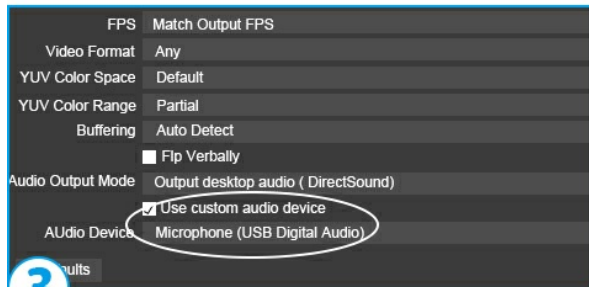 FPS Match Output FPS
Video Format Any
YUV Color Space Default
YUV Color Range Partial
Buffering Auto Detect
Flp Verbally
Audio Output Mode Output desktop audio ( DirectSound)
Use custom audio device
AUdio Device Microphone (USB Digital Audio)
3 ults